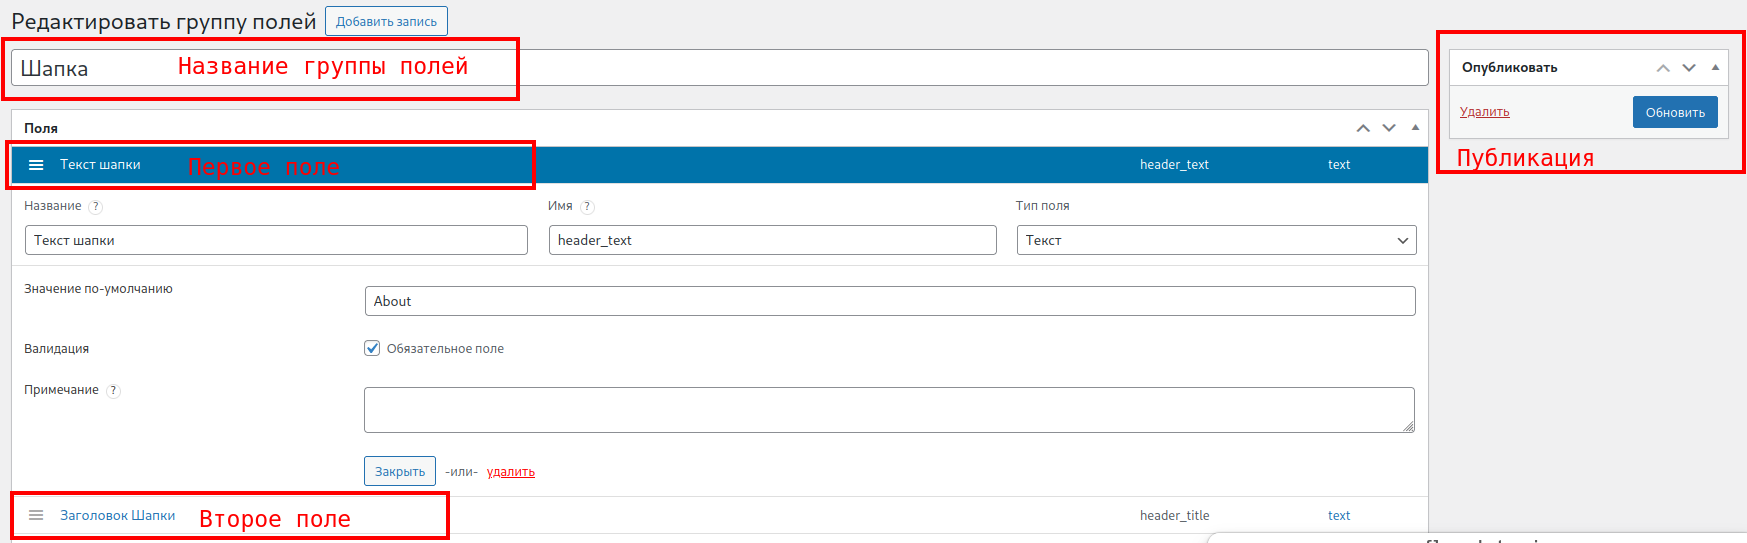 Редактировать группу полей Добавить запись
Шапка Название группы полей
Опубликовать
Удалить Обновить
Публикация
Поля
Текст шапки Первое поле header_text text
Название ? Имя ? Тип поля
Текст шапки header_text Текст
Значение по-умолчанию About
Валидация Обязательное поле
Примечание ?
Закрыть -или- удалить
Заголовок Шапки Второе поле header_title text